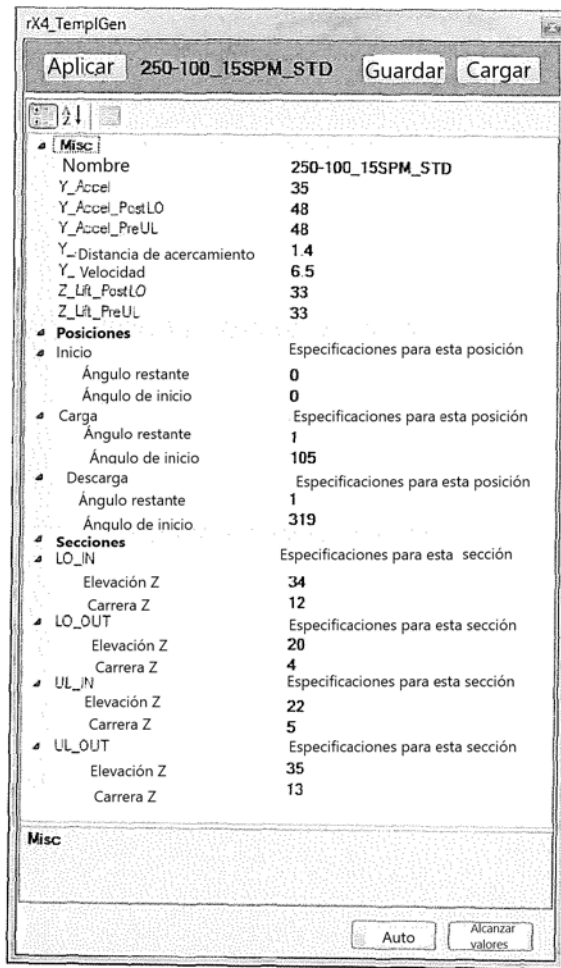 rX4_TemplGen
Aplicar 250-100_15SPM_STD Guardar Cargar
Misc
Nombre 250-100_15SPM_STD
Y_Accel 35
Y_Accel_PostLO 48
Y_Accel_PreUL 48
Y_Distancia de acercamiento 1.4
Y_ Velocidad 6.5
Z_Lift_PostLO 33
Z_Lift_PreUL 33
Posiciones
Inicio Especificaciones para esta posición
Ángulo restante 0
Ángulo de inicio 0
Carga Especificaciones para esta posición
Ángulo restante 1
Ángulo de inicio 105
Descarga Especificaciones para esta posición
Ángulo restante 1
Ángulo de inicio 319
Secciones
LO_IN Especificaciones para esta sección
Elevación Z 34
Carrera Z 12
LO_OUT Especificaciones para esta sección
Elevación Z 20
Carrera Z 4
UL_IN Especificaciones para esta sección
Elevación Z 22
Carrera Z 5
UL_OUT Especificaciones para esta sección
Elevación Z 35
Carrera Z 13
Misc
Auto
Alcanzar
valores